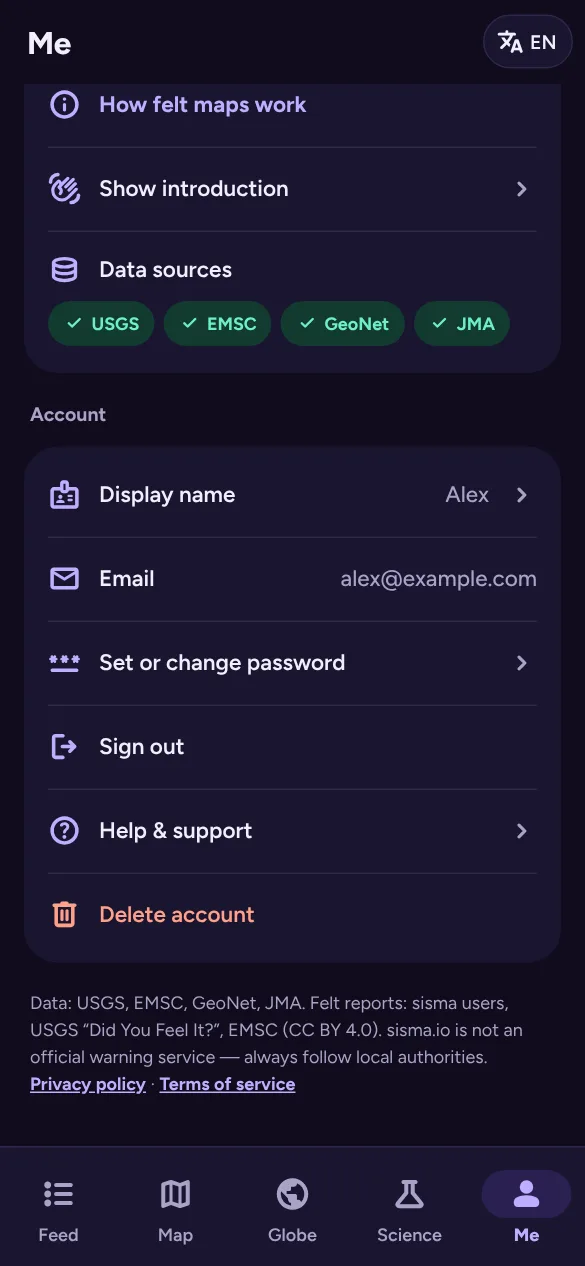 Me
EN
How felt maps work
Show introduction
Data sources
USGS
EMSC
GeoNet
JMA
Account
Display name
Alex
Email
alex@example.com
Set or change password
Sign out
Help & support
Delete account
Data: USGS, EMSC, GeoNet, JMA. Felt reports: sisma users,
USGS “Did You Feel It?”, EMSC (CC BY 4.0). sisma.io is not an
official warning service — always follow local authorities.
Privacy policy · Terms of service
Feed
Map
Globe
Science
Me